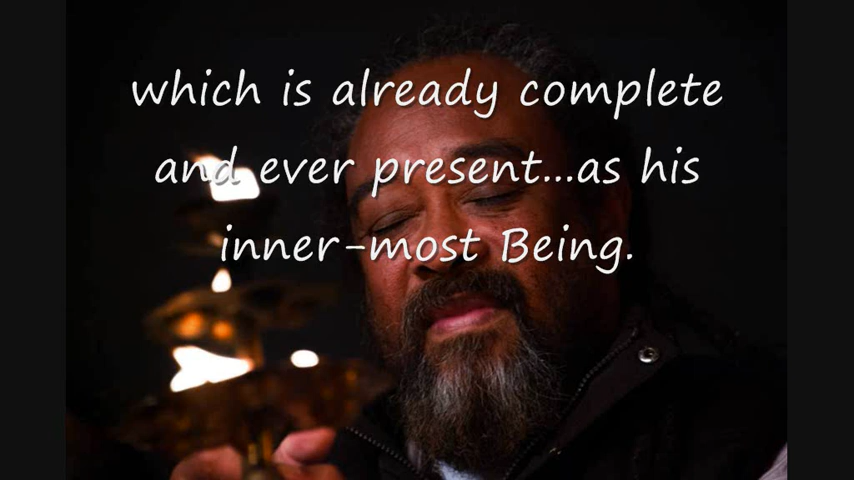 which is already complete
and ever present...as his
inner-most Being.